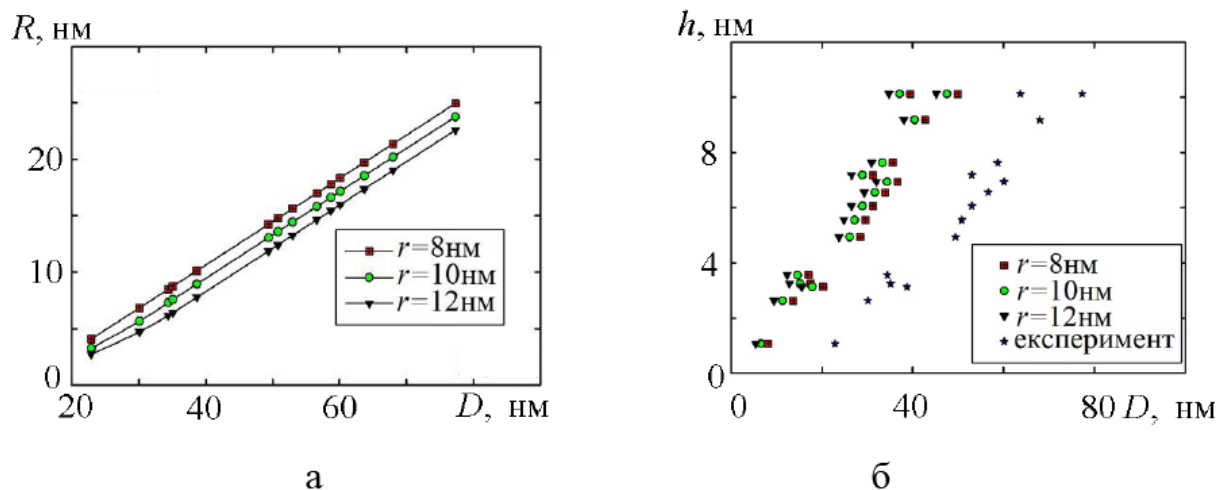 R, нм
20
10
0
r=8нм
r=10нм
r=12нм
20 40 60 D, нм
а
h, нм
8
4
0
r=8нм
r=10нм
r=12нм
експеримент
0 40 80 D, нм
б